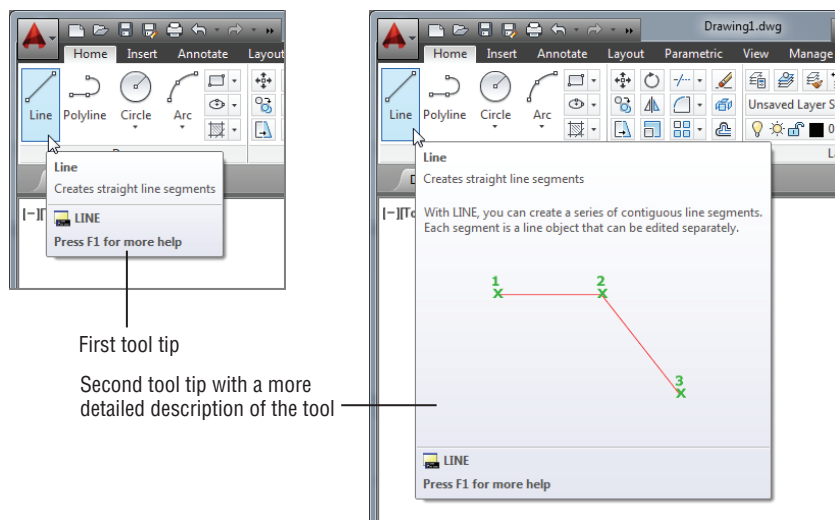 Home Insert Annotate Layout
Line Polyline Circle Arc
Line
Creates straight line segments
LINE
Press F1 for more help
First tool tip
Second tool tip with a more
detailed description of the tool
Drawing1.dwg
Home Insert Annotate Layout Parametric View Manage
Line Polyline Circle Arc
Unsaved Layer S
0
Line
Creates straight line segments
With LINE, you can create a series of contiguous line segments.
Each segment is a line object that can be edited separately.
1 2
3
LINE
Press F1 for more help